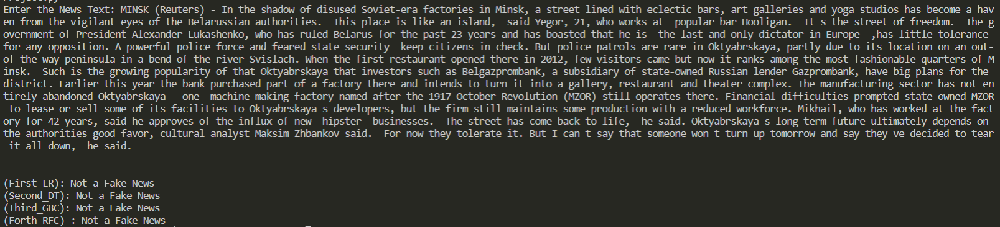 Enter the News Text: MINSK (Reuters) - In the shadow of disused Soviet-era factories in Minsk, a street lined with eclectic bars, art galleries and yoga studios has become a hav
en from the vigilant eyes of the Belarussian authorities.  This place is like an island,  said Yegor, 21, who works at  popular bar Hooligan.  It s the street of freedom.  The g
overnment of President Alexander Lukashenko, who has ruled Belarus for the past 23 years and has boasted that he is  the last and only dictator in Europe  ,has little tolerance
for any opposition. A powerful police force and feared state security  keep citizens in check. But police patrols are rare in Oktyabrskaya, partly due to its location on an out-
of-the-way peninsula in a bend of the river Svislach. When the first restaurant opened there in 2012, few visitors came but now it ranks among the most fashionable quarters of M
insk.  Such is the growing popularity of that Oktyabrskaya that investors such as Belgazprombank, a subsidiary of state-owned Russian lender Gazprombank, have big plans for the
district. Earlier this year the bank purchased part of a factory there and intends to turn it into a gallery, restaurant and theater complex. The manufacturing sector has not en
tirely abandoned Oktyabrskaya - one  machine-making factory named after the 1917 October Revolution (MZOR) still operates there. Financial difficulties prompted state-owned MZOR
 to lease or sell some of its facilities to Oktyabrskaya s developers, but the firm still maintains some production with a reduced workforce. Mikhail, who has worked at the fact
ory for 42 years, said he approves of the influx of new  hipster  businesses.  The street has come back to life,  he said. Oktyabrskaya s long-term future ultimately depends on
the authorities good favor, cultural analyst Maksim Zhbankov said.  For now they tolerate it. But I can t say that someone won t turn up tomorrow and say they ve decided to tear
 it all down,  he said.
(First_LR): Not a Fake News
(Second_DT): Not a Fake News
(Third_GBC): Not a Fake News
(Forth_RFC) : Not a Fake News